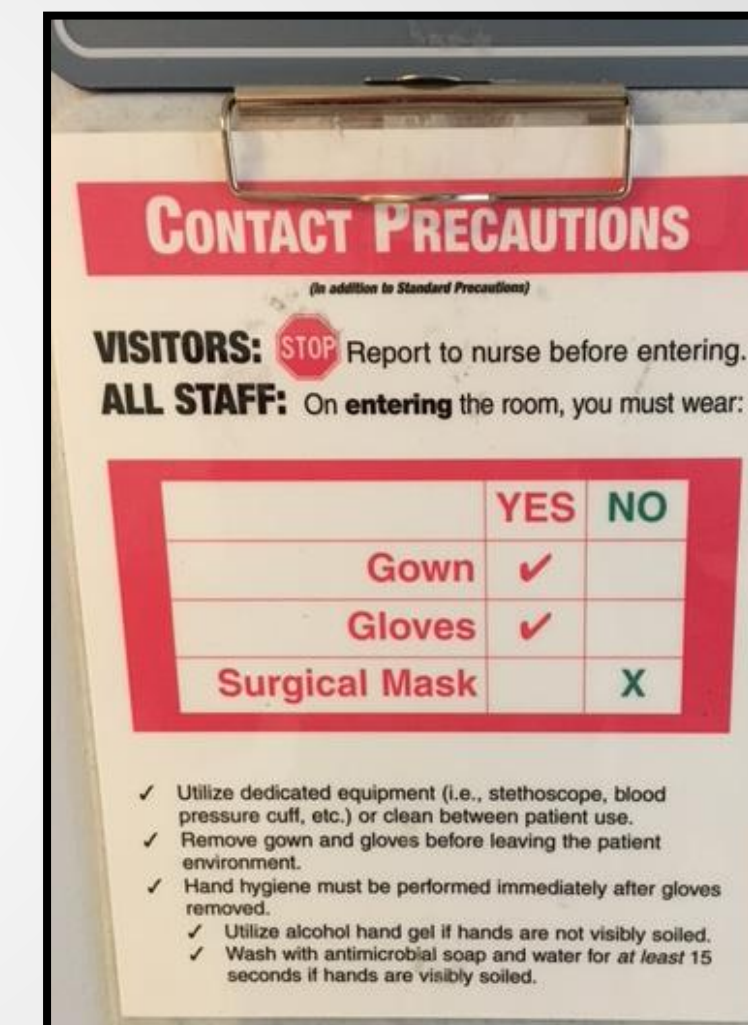 CONTACT PRECAUTIONS
(in addition to Standard Precautions)
VISITORS: STOP Report to nurse before entering.
ALL STAFF: On entering the room, you must wear:
YES NO
Gown ✓
Gloves ✓
Surgical Mask X
✓ Utilize dedicated equipment (i.e., stethoscope, blood
pressure cuff, etc.) or clean between patient use.
✓ Remove gown and gloves before leaving the patient
environment.
✓ Hand hygiene must be performed immediately after gloves
removed.
✓ Utilize alcohol hand gel if hands are not visibly soiled.
✓ Wash with antimicrobial soap and water for at least 15
seconds if hands are visibly soiled.